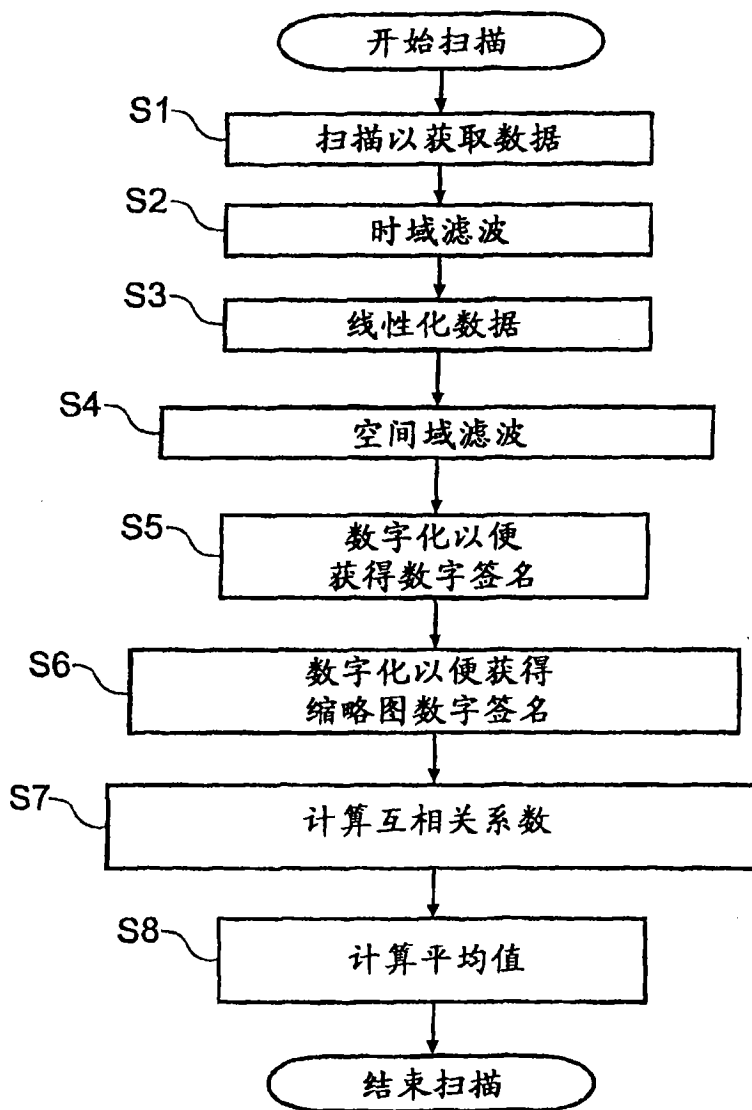 开始扫描
S1
扫描以获取数据
S2
时域滤波
S3
线性化数据
S4
空间域滤波
S5
数字化以便
获得数字签名
S6
数字化以便获得
缩略图数字签名
S7
计算互相关系数
S8
计算平均值
结束扫描